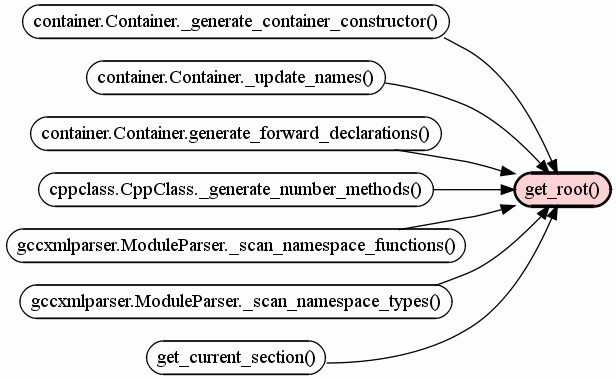 container.Container._generate_container_constructor()
container.Container._update_names()
container.Container.generate_forward_declarations()
cppclass.CppClass._generate_number_methods()
get_root()
gccxmlparser.ModuleParser._scan_namespace_functions()
gccxmlparser.ModuleParser._scan_namespace_types()
get_current_section()